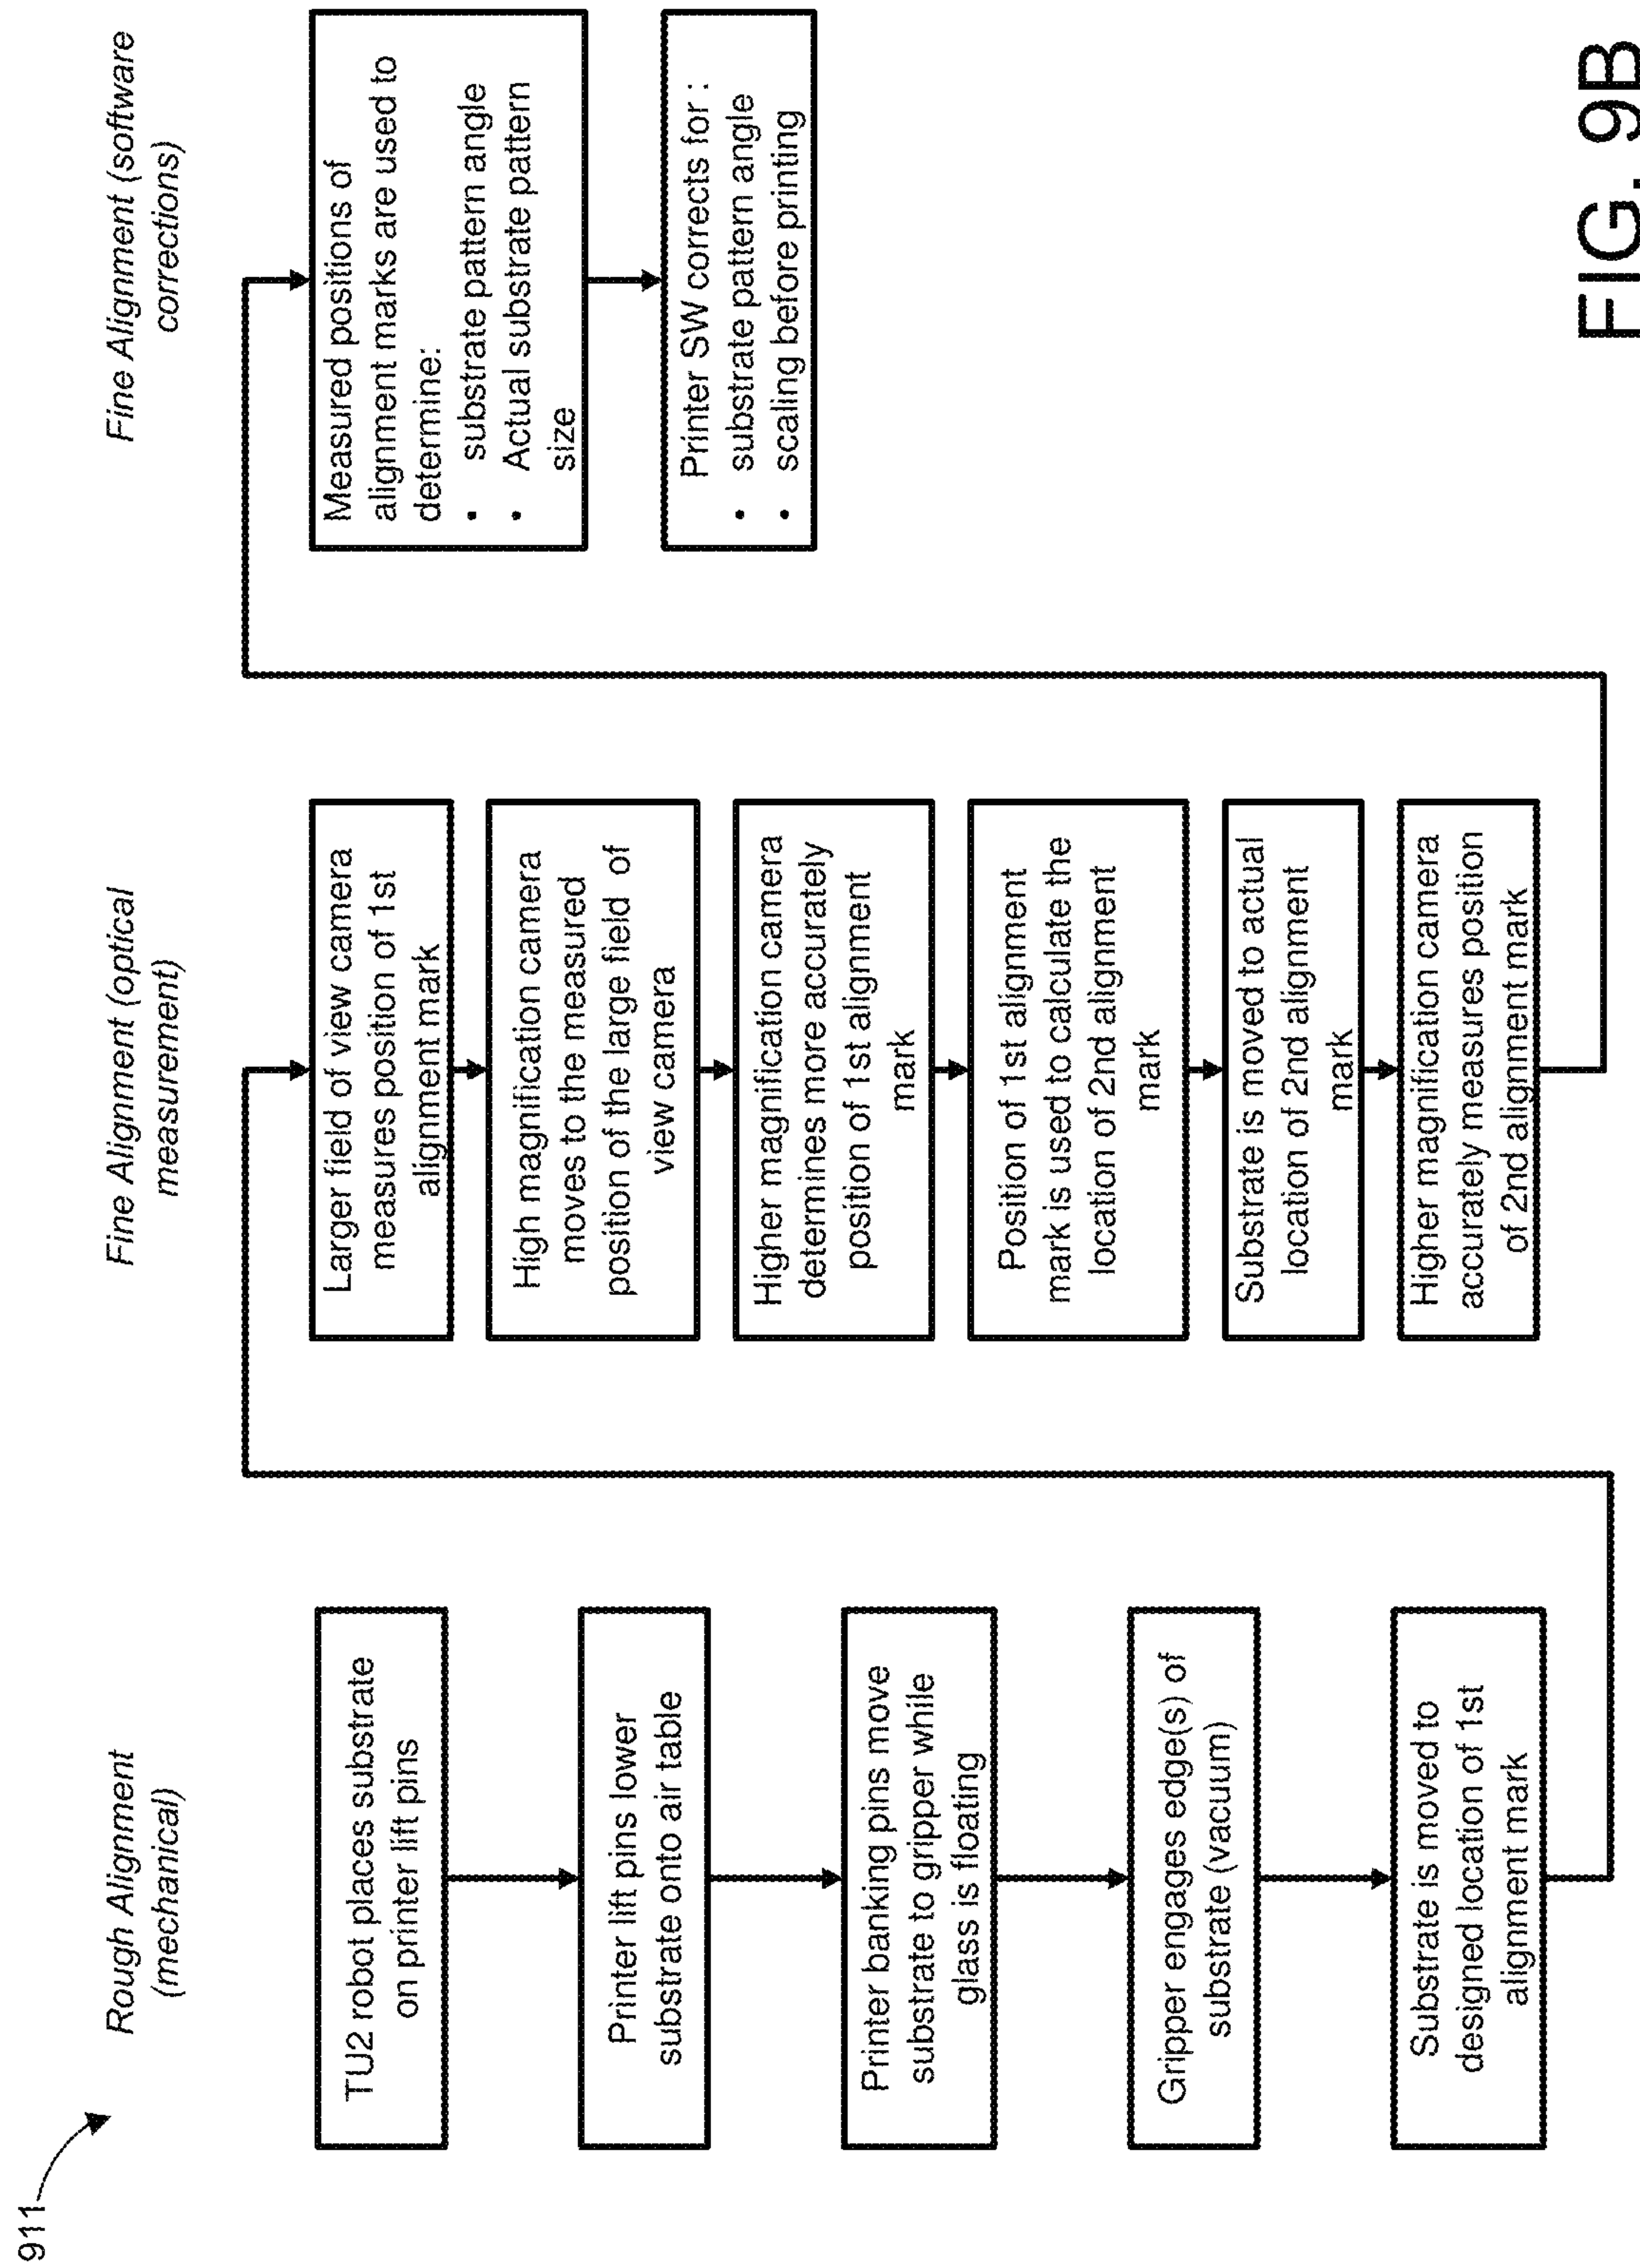 911
Rough Alignment
(mechanical)
TU2 robot places substrate
on printer lift pins
Printer lift pins lower
substrate onto air table
Printer banking pins move
substrate to gripper while
glass is floating
Gripper engages edge(s) of
substrate (vacuum)
Substrate is moved to
designed location of 1st
alignment mark
Fine Alignment (optical
measurement)
Larger field of view camera
measures position of 1st
alignment mark
High magnification camera
moves to the measured
position of the large field of
view camera
Higher magnification camera
determines more accurately
position of 1st alignment
mark
Position of 1st alignment
mark is used to calculate the
location of 2nd alignment
mark
Substrate is moved to actual
location of 2nd alignment
mark
Higher magnification camera
accurately measures position
of 2nd alignment mark
Fine Alignment (software
corrections)
Measured positions of
alignment marks are used to
determine:
• substrate pattern angle
• Actual substrate pattern
size
Printer SW corrects for :
• substrate pattern angle
• scaling before printing
FIG. 9B